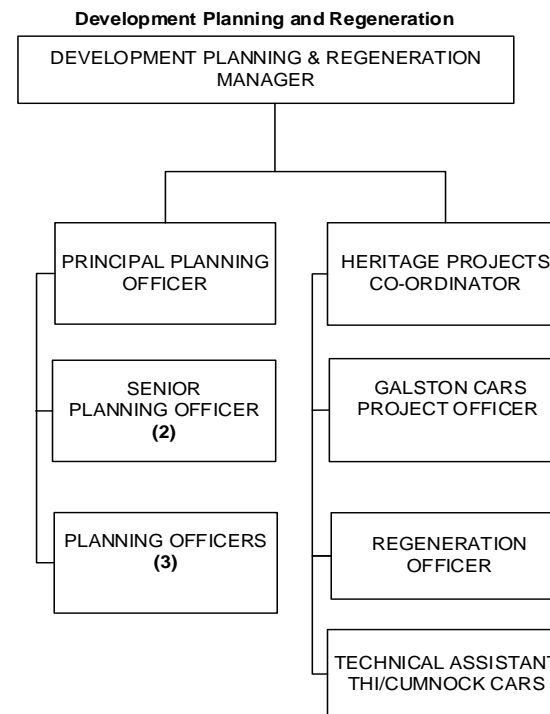 Development Planning and Regeneration
DEVELOPMENT PLANNING & REGENERATION
MANAGER
PRINCIPAL PLANNING
OFFICER
HERITAGE PROJECTS
CO-ORDINATOR
SENIOR
PLANNING OFFICER
(2)
GALSTON CARS
PROJECT OFFICER
PLANNING OFFICERS
(3)
REGENERATION
OFFICER
TECHNICAL ASSISTANT
THI/CUMNOCK CARS